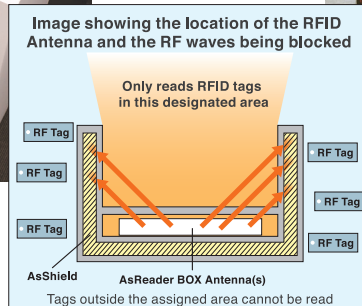 Image showing the location of the RFID
Antenna and the RF waves being blocked
Only reads RFID tags
in this designated area
RF Tag
RF Tag
RF Tag
RF Tag
RF Tag
RF Tag
AsShield
AsReader BOX Antenna(s)
Tags outside the assigned area cannot be read